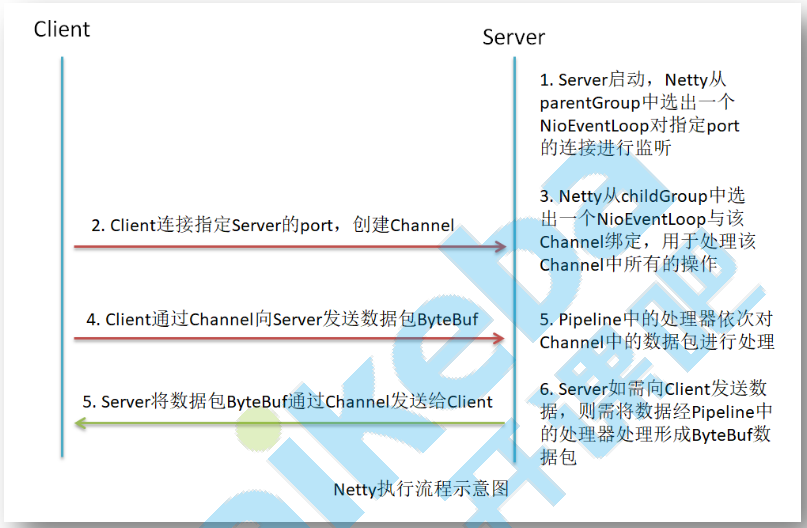 Client
Server
1. Server启动，Netty从
parentGroup中选出一个
NioEventLoop对指定port
的连接进行监听
2. Client连接指定Server的port，创建Channel
3. Netty从childGroup中选
出一个NioEventLoop与该
Channel绑定，用于处理该
Channel中所有的操作
4. Client通过Channel向Server发送数据包ByteBuf
5. Pipeline中的处理器依次对
Channel中的数据包进行处理
5. Server将数据包ByteBuf通过Channel发送给Client
6. Server如需向Client发送数
据，则需将数据经Pipeline中
的处理器处理形成ByteBuf数
据包
Netty执行流程示意图
aikeba
开课吧